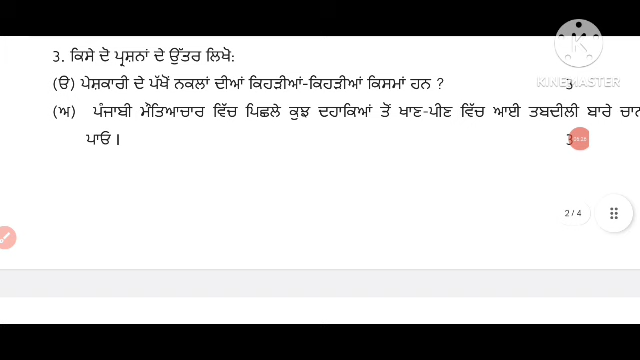 3. ਕਿਸੇ ਦੋ ਪ੍ਰਸ਼ਨਾਂ ਦੇ ਉੱਤਰ ਲਿਖੋ:
(ੳ) ਪੇਸ਼ਕਾਰੀ ਦੇ ਪੱਖੋਂ ਨਕਲਾਂ ਦੀਆਂ ਕਿਹੜੀਆਂ-ਕਿਹੜੀਆਂ ਕਿਸਮਾਂ ਹਨ ? 3
KINEMASTER
(ਅ) ਪੰਜਾਬੀ ਸੱਭਿਆਚਾਰ ਵਿੱਚ ਪਿਛਲੇ ਕੁਝ ਦਹਾਕਿਆਂ ਤੋਂ ਖਾਣ-ਪੀਣ ਵਿੱਚ ਆਈ ਤਬਦੀਲੀ ਬਾਰੇ
ਪਾਓ । 3
2 / 4